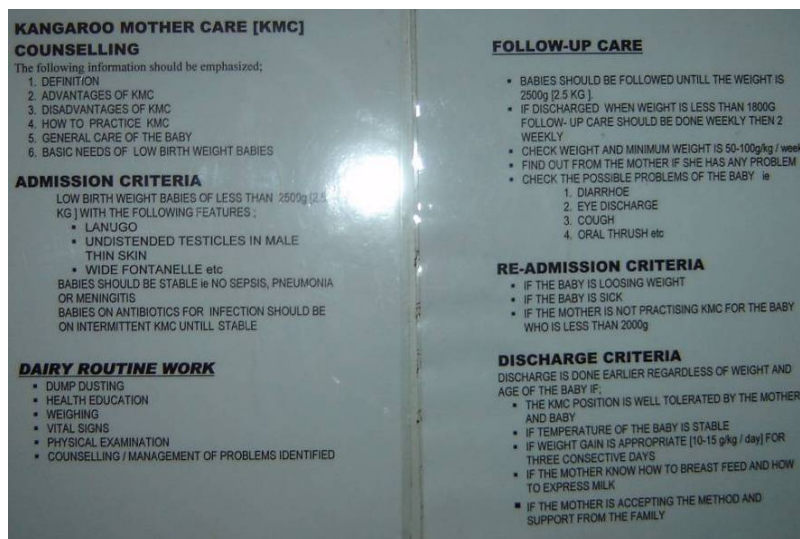 KANGAROO MOTHER CARE [KMC]
COUNSELLING
The following information should be emphasized;
1. DEFINITION
2. ADVANTAGES OF KMC
3. DISADVANTAGES OF KMC
4. HOW TO PRACTICE KMC
5. GENERAL CARE OF THE BABY
6. BASIC NEEDS OF LOW BIRTH WEIGHT BABIES
ADMISSION CRITERIA
LOW BIRTH WEIGHT BABIES OF LESS THAN 2500g [2.5
KG ] WITH THE FOLLOWING FEATURES ;
▪ LANUGO
▪ UNDISTENDED TESTICLES IN MALE
THIN SKIN
▪ WIDE FONTANELLE etc
BABIES SHOULD BE STABLE ie NO SEPSIS, PNEUMONIA
OR MENINGITIS
BABIES ON ANTIBIOTICS FOR INFECTION SHOULD BE
ON INTERMITTENT KMC UNTILL STABLE
DAIRY ROUTINE WORK
▪ DUMP DUSTING
▪ HEALTH EDUCATION
▪ WEIGHING
▪ VITAL SIGNS
▪ PHYSICAL EXAMINATION
▪ COUNSELLING / MANAGEMENT OF PROBLEMS IDENTIFIED
FOLLOW-UP CARE
▪ BABIES SHOULD BE FOLLOWED UNTILL THE WEIGHT IS
2500g [2.5 KG ].
▪ IF DISCHARGED WHEN WEIGHT IS LESS THAN 1800G
FOLLOW- UP CARE SHOULD BE DONE WEEKLY THEN 2
WEEKLY
▪ CHECK WEIGHT AND MINIMUM WEIGHT IS 50-100g/kg / week
▪ FIND OUT FROM THE MOTHER IF SHE HAS ANY PROBLEM
▪ CHECK THE POSSIBLE PROBLEMS OF THE BABY ie
1. DIARRHOE
2. EYE DISCHARGE
3. COUGH
4. ORAL THRUSH etc
RE-ADMISSION CRITERIA
▪ IF THE BABY IS LOOSING WEIGHT
▪ IF THE BABY IS SICK
▪ IF THE MOTHER IS NOT PRACTISING KMC FOR THE BABY
WHO IS LESS THAN 2000g
DISCHARGE CRITERIA
DISCHARGE IS DONE EARLIER REGARDLESS OF WEIGHT AND
AGE OF THE BABY IF;
▪ THE KMC POSITION IS WELL TOLERATED BY THE MOTHER
AND BABY
▪ IF TEMPERATURE OF THE BABY IS STABLE
▪ IF WEIGHT GAIN IS APPROPRIATE [10-15 g/kg / day] FOR
THREE CONSECTIVE DAYS
▪ IF THE MOTHER KNOW HOW TO BREAST FEED AND HOW
TO EXPRESS MILK
▪ IF THE MOTHER IS ACCEPTING THE METHOD AND
SUPPORT FROM THE FAMILY